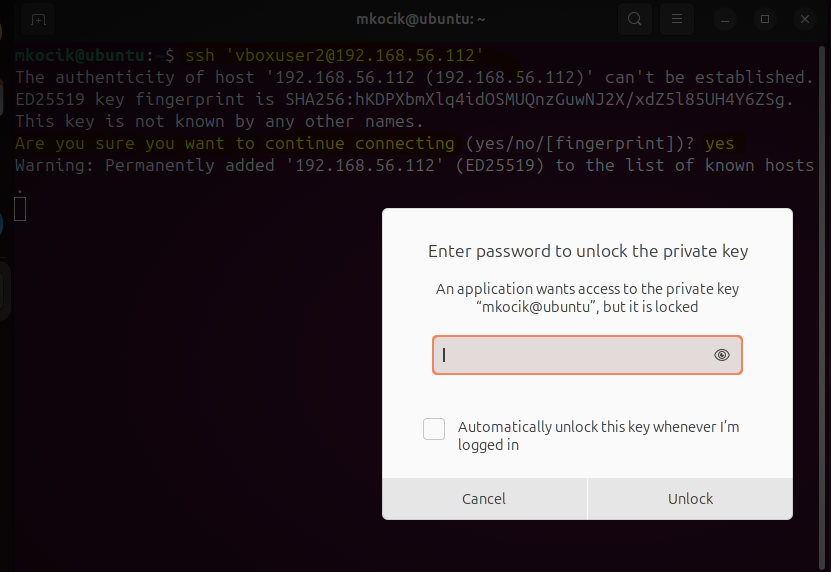 mkocik@ubuntu: ~
mkocik@ubuntu:~$ ssh 'vboxuser2@192.168.56.112'
The authenticity of host '192.168.56.112 (192.168.56.112)' can't be established.
ED25519 key fingerprint is SHA256:hKDPXbmXlq4idOSMUQnzGuwNJ2X/xdZ5l85UH4Y6ZSg.
This key is not known by any other names.
Are you sure you want to continue connecting (yes/no/[fingerprint])? yes
Warning: Permanently added '192.168.56.112' (ED25519) to the list of known hosts
.
Enter password to unlock the private key
An application wants access to the private key
“mkocik@ubuntu”, but it is locked
Automatically unlock this key whenever I’m
logged in
Cancel
Unlock